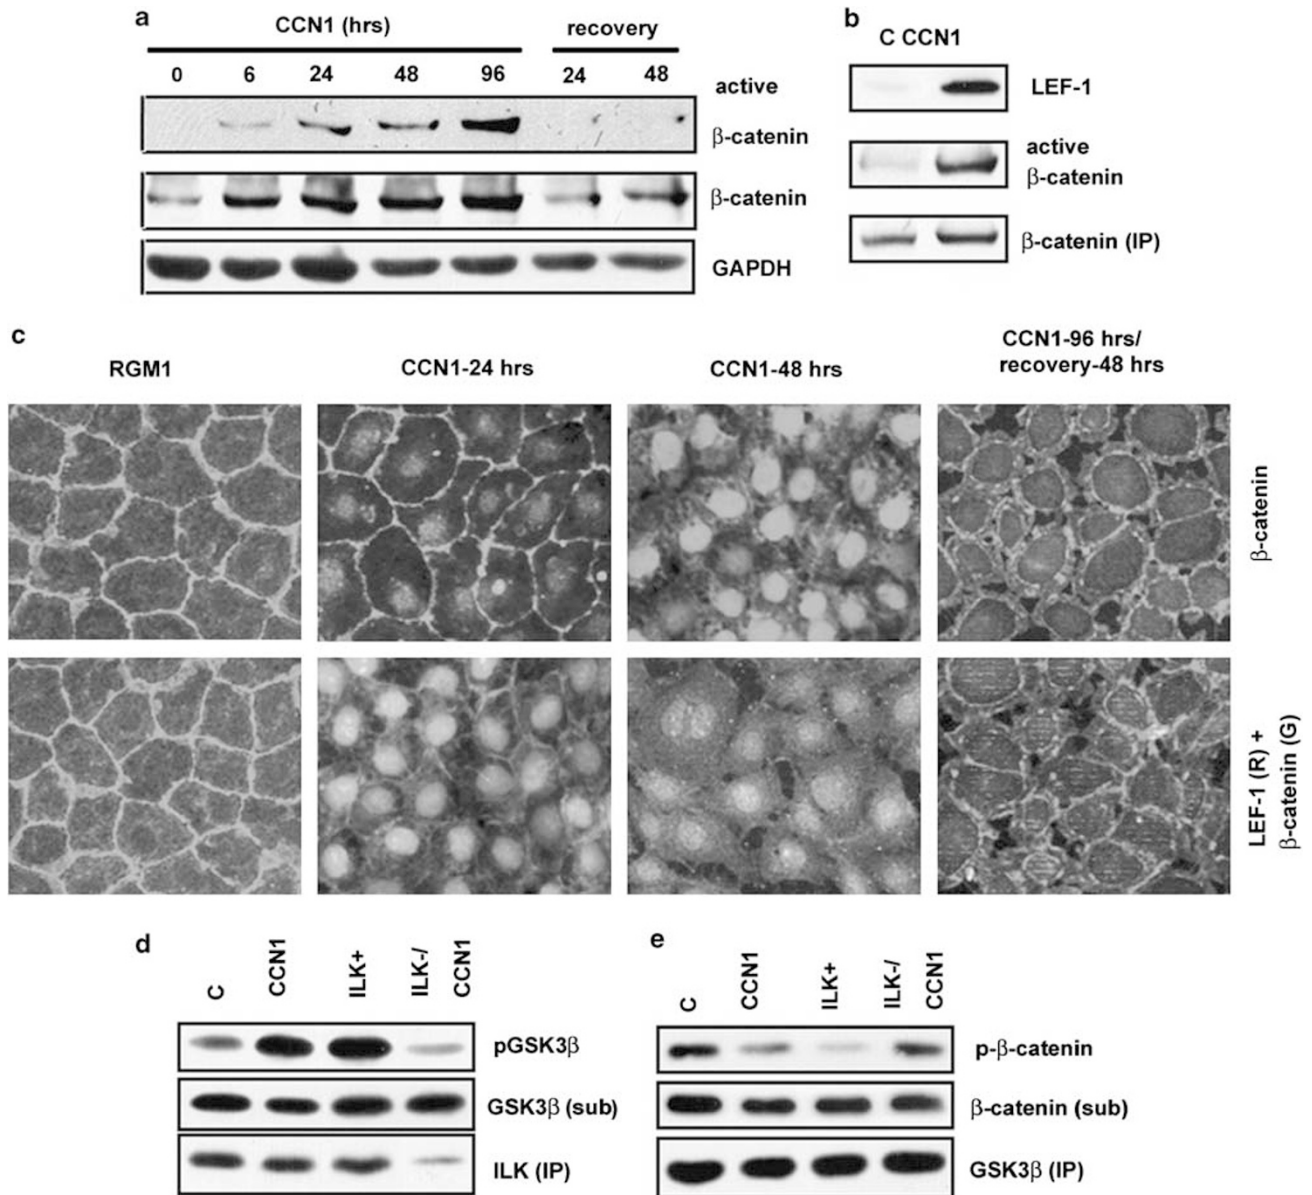 a
CCN1 (hrs)
recovery
0 6 24 48 96 24 48
active
β-catenin
β-catenin
GAPDH
b
C CCN1
LEF-1
active
β-catenin
β-catenin (IP)
c
RGM1
CCN1-24 hrs
CCN1-48 hrs
CCN1-96 hrs/
recovery-48 hrs
β-catenin
LEF-1 (R) +
β-catenin (G)
d
C
CCN1
ILK+
ILK-/
CCN1
pGSK3β
GSK3β (sub)
ILK (IP)
e
C
CCN1
ILK+
ILK-/
CCN1
p-β-catenin
β-catenin (sub)
GSK3β (IP)